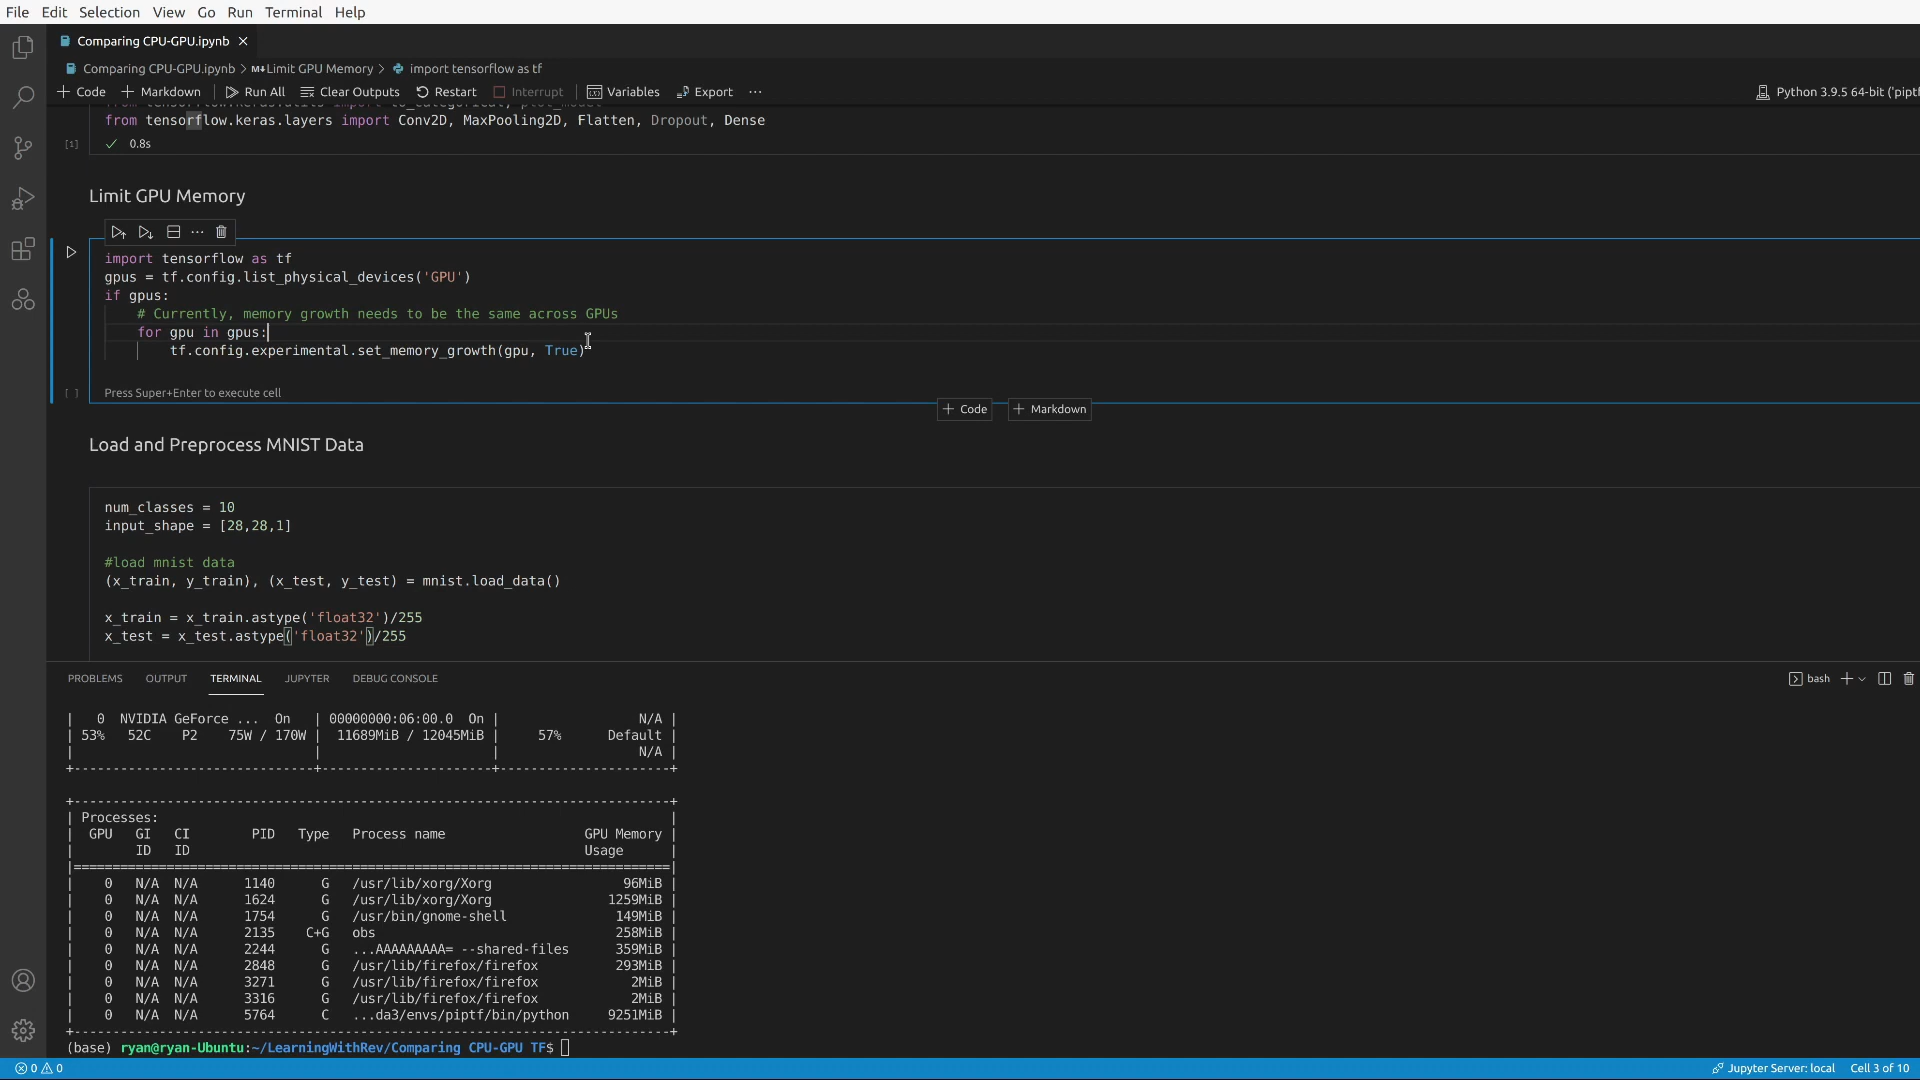 File Edit Selection View Go Run Terminal Help
Comparing CPU-GPU.ipynb
Comparing CPU-GPU.ipynb > M↓Limit GPU Memory > import tensorflow as tf
+ Code + Markdown Run All Clear Outputs Restart Interrupt Variables Export ... Python 3.9.5 64-bit ('piptf
from tensorflow.keras.utils import to_categorical, plot_model
from tensorflow.keras.layers import Conv2D, MaxPooling2D, Flatten, Dropout, Dense
[1] ✓ 0.8s
Limit GPU Memory
import tensorflow as tf
gpus = tf.config.list_physical_devices('GPU')
if gpus:
# Currently, memory growth needs to be the same across GPUs
for gpu in gpus:
tf.config.experimental.set_memory_growth(gpu, True)
[ ] Press Super+Enter to execute cell
+ Code + Markdown
Load and Preprocess MNIST Data
num_classes = 10
input_shape = [28,28,1]
#load mnist data
(x_train, y_train), (x_test, y_test) = mnist.load_data()
x_train = x_train.astype('float32')/255
x_test = x_test.astype('float32')/255
PROBLEMS OUTPUT TERMINAL JUPYTER DEBUG CONSOLE bash
| 0 NVIDIA GeForce ... On | 00000000:06:00.0 On | N/A |
| 53% 52C P2 75W / 170W | 11689MiB / 12045MiB | 57% Default |
| | | N/A |
+-------------------------------+----------------------+----------------------+
+-----------------------------------------------------------------------------+
| Processes: |
| GPU GI CI PID Type Process name GPU Memory |
| ID ID Usage |
|=============================================================================|
| 0 N/A N/A 1140 G /usr/lib/xorg/Xorg 96MiB |
| 0 N/A N/A 1624 G /usr/lib/xorg/Xorg 1259MiB |
| 0 N/A N/A 1754 G /usr/bin/gnome-shell 149MiB |
| 0 N/A N/A 2135 C+G obs 258MiB |
| 0 N/A N/A 2244 G ...AAAAAAAAA= --shared-files 359MiB |
| 0 N/A N/A 2848 G /usr/lib/firefox/firefox 293MiB |
| 0 N/A N/A 3271 G /usr/lib/firefox/firefox 2MiB |
| 0 N/A N/A 3316 G /usr/lib/firefox/firefox 2MiB |
| 0 N/A N/A 5764 C ...da3/envs/piptf/bin/python 9251MiB |
+-----------------------------------------------------------------------------+
(base) ryan@ryan-Ubuntu:~/LearningWithRev/Comparing CPU-GPU TF$
0 0 Jupyter Server: local Cell 3 of 10